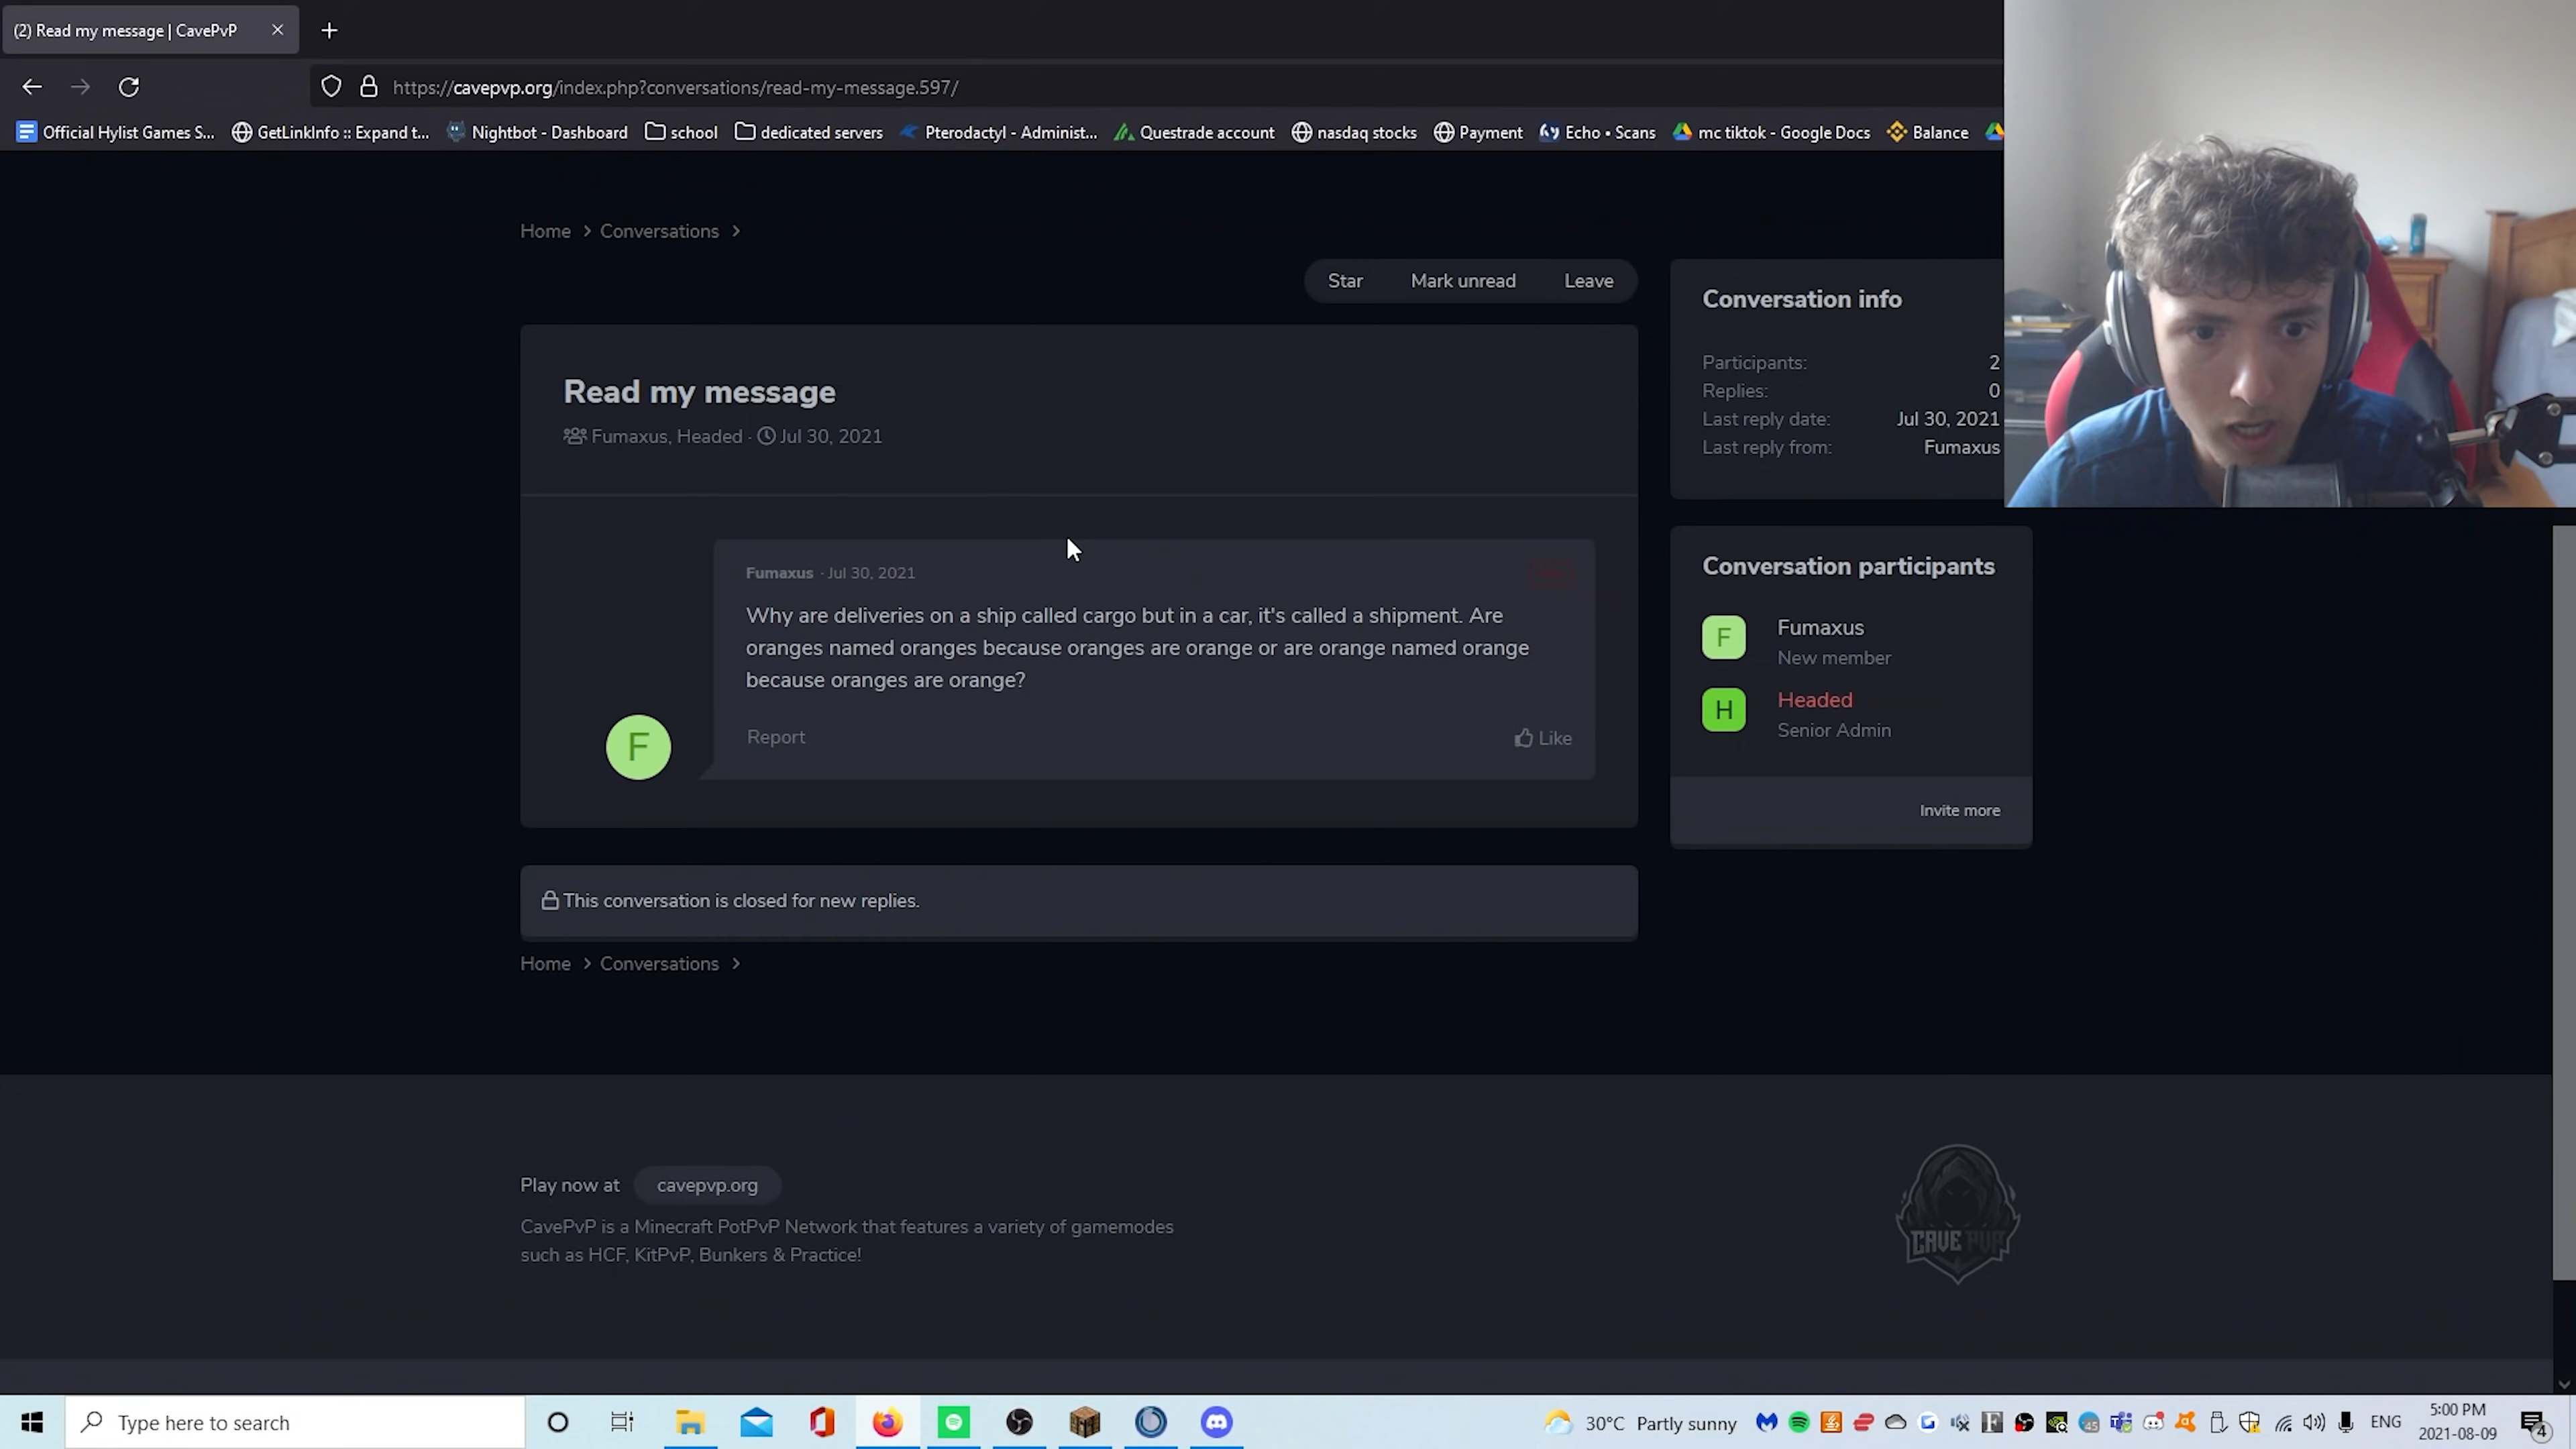 (2) Read my message | CavePvP
https://cavepvp.org/index.php?conversations/read-my-message.597/
Official Hylist Games S...
GetLinkInfo :: Expand t...
Nightbot - Dashboard
school
dedicated servers
Pterodactyl - Administ...
Questrade account
nasdaq stocks
Payment
Echo • Scans
mc tiktok - Google Docs
Balance
Home > Conversations >
Star Mark unread Leave
Read my message
Fumaxus, Headed · Jul 30, 2021
Fumaxus · Jul 30, 2021
Why are deliveries on a ship called cargo but in a car, it's called a shipment. Are
oranges named oranges because oranges are orange or are orange named orange
because oranges are orange?
F
Report Like
This conversation is closed for new replies.
Home > Conversations >
Conversation info
Participants: 2
Replies: 0
Last reply date: Jul 30, 2021
Last reply from: Fumaxus
Conversation participants
F Fumaxus
New member
H Headed
Senior Admin
Invite more
Play now at cavepvp.org
CavePvP is a Minecraft PotPvP Network that features a variety of gamemodes
such as HCF, KitPvP, Bunkers & Practice!
CAVE PVP
Type here to search
30°C Partly sunny
45
ENG
5:00 PM
2021-08-09
4